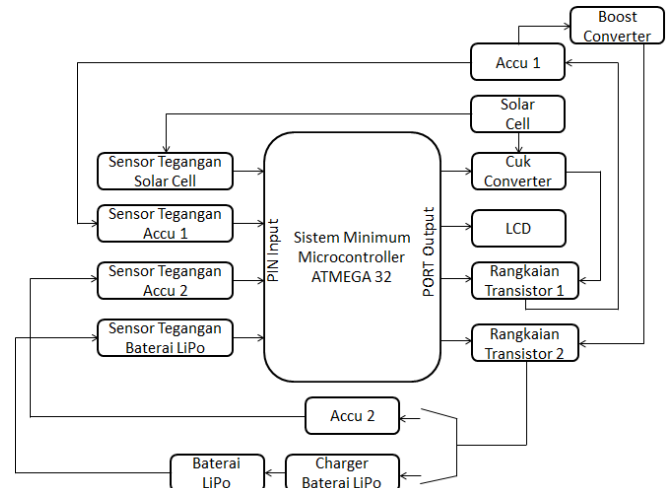 Boost
Converter
Accu 1
Solar
Cell
Sensor Tegangan
Solar Cell
Cuk
Converter
Sensor Tegangan
Accu 1
LCD
PIN Input
Sistem Minimum
Microcontroller
ATMEGA 32
PORT Output
Sensor Tegangan
Accu 2
Rangkaian
Transistor 1
Sensor Tegangan
Baterai LiPo
Rangkaian
Transistor 2
Accu 2
Baterai
LiPo
Charger
Baterai LiPo